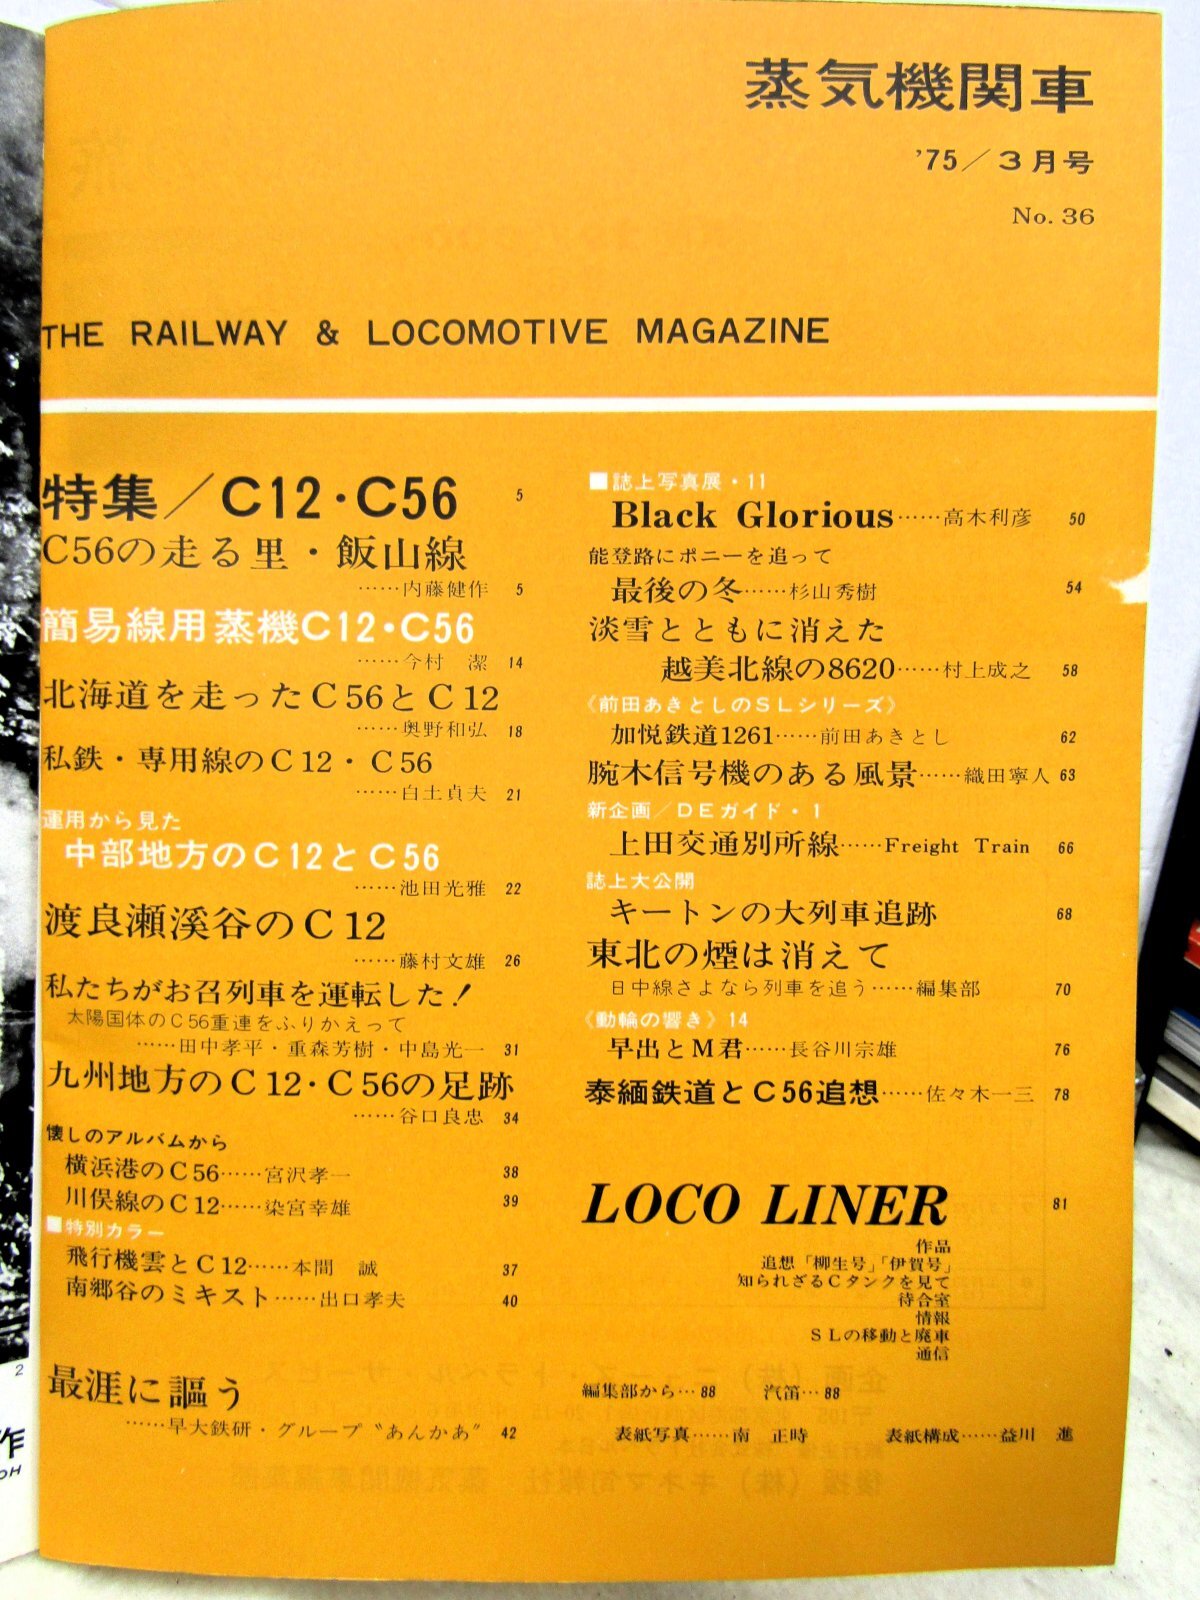 蒸気機関車
'75／3月号
No. 36
THE RAILWAY & LOCOMOTIVE MAGAZINE
特集／C12・C56 5
C56の走る里・飯山線
……内藤健作 5
簡易線用蒸機C12・C56
……今村 潔 14
北海道を走ったC56とC12
……奥野和弘 18
私鉄・専用線のC12・C56
……白土貞夫 21
運用から見た
中部地方のC12とC56
……池田光雅 22
渡良瀬溪谷のC12
……藤村文雄 26
私たちがお召列車を運転した！
太陽国体のC56重連をふりかえって
……田中孝平・重森芳樹・中島光一 31
九州地方のC12・C56の足跡
……谷口良忠 34
懐しのアルバムから
横浜港のC56……宮沢孝一 38
川俣線のC12……染宮幸雄 39
■特別カラー
飛行機雲とC12……本間 誠 37
南郷谷のミキスト……出口孝夫 40
最涯に謳う
……早大鉄研・グループ〝あんかあ〟 42
■誌上写真展・11
Black Glorious……高木利彦 50
能登路にポニーを追って
最後の冬……杉山秀樹 54
淡雪とともに消えた
越美北線の8620……村上成之 58
《前田あきとしのSLシリーズ》
加悦鉄道1261……前田あきとし 62
腕木信号機のある風景……織田寧人 63
新企画／DEガイド・1
上田交通別所線……Freight Train 66
誌上大公開
キートンの大列車追跡 68
東北の煙は消えて
日中線さよなら列車を追う……編集部 70
《動輪の響き》14
早出とM君……長谷川宗雄 76
泰緬鉄道とC56追想……佐々木一三 78
LOCO LINER 81
作品
追想「柳生号」「伊賀号」
知られざるCタンクを見て
待合室
情報
SLの移動と廃車
通信
編集部から…88 汽笛…88
表紙写真……南 正時 表紙構成……益川 進
2
作
OH